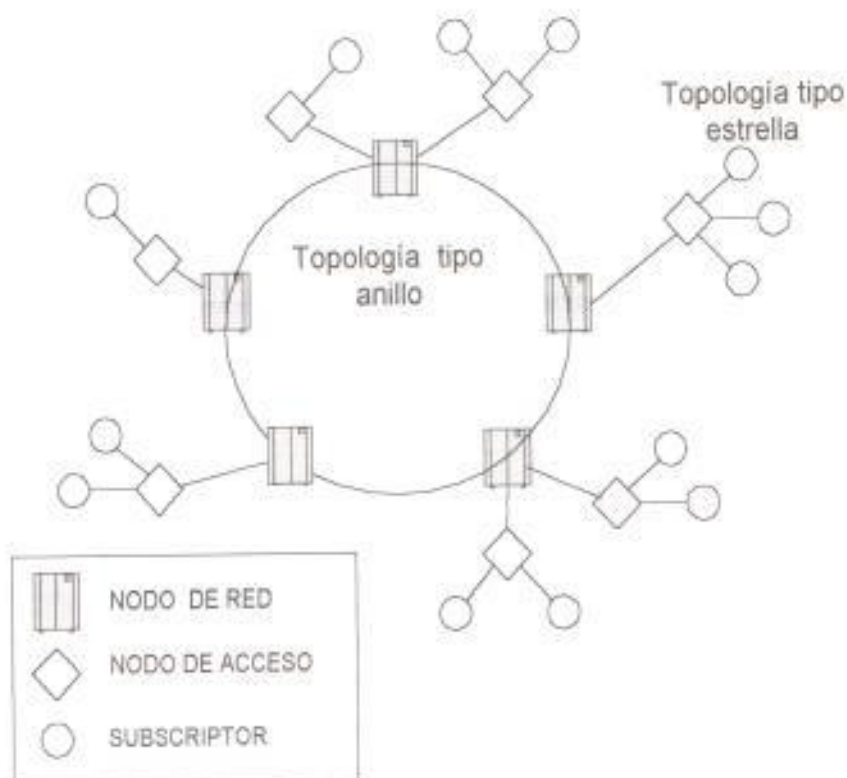 Topología tipo
estrella
Topología tipo
anillo
NODO DE RED
NODO DE ACCESO
SUBSCRIPTOR